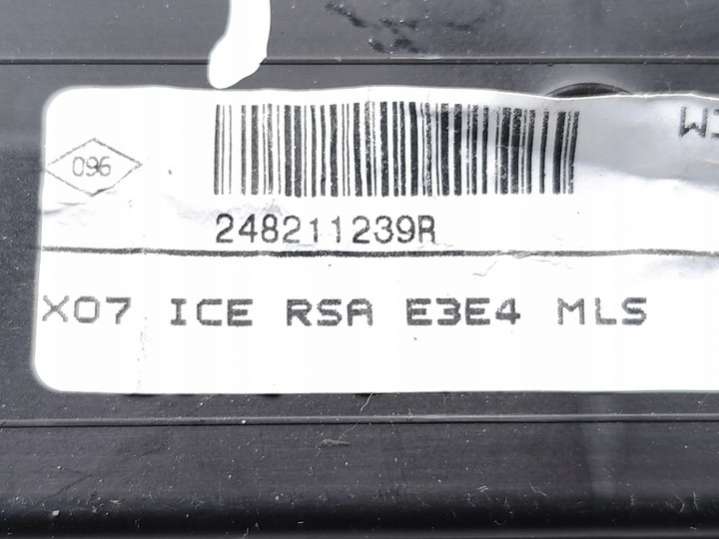 096
248211239R
X07 ICE RSA E3E4 MLS